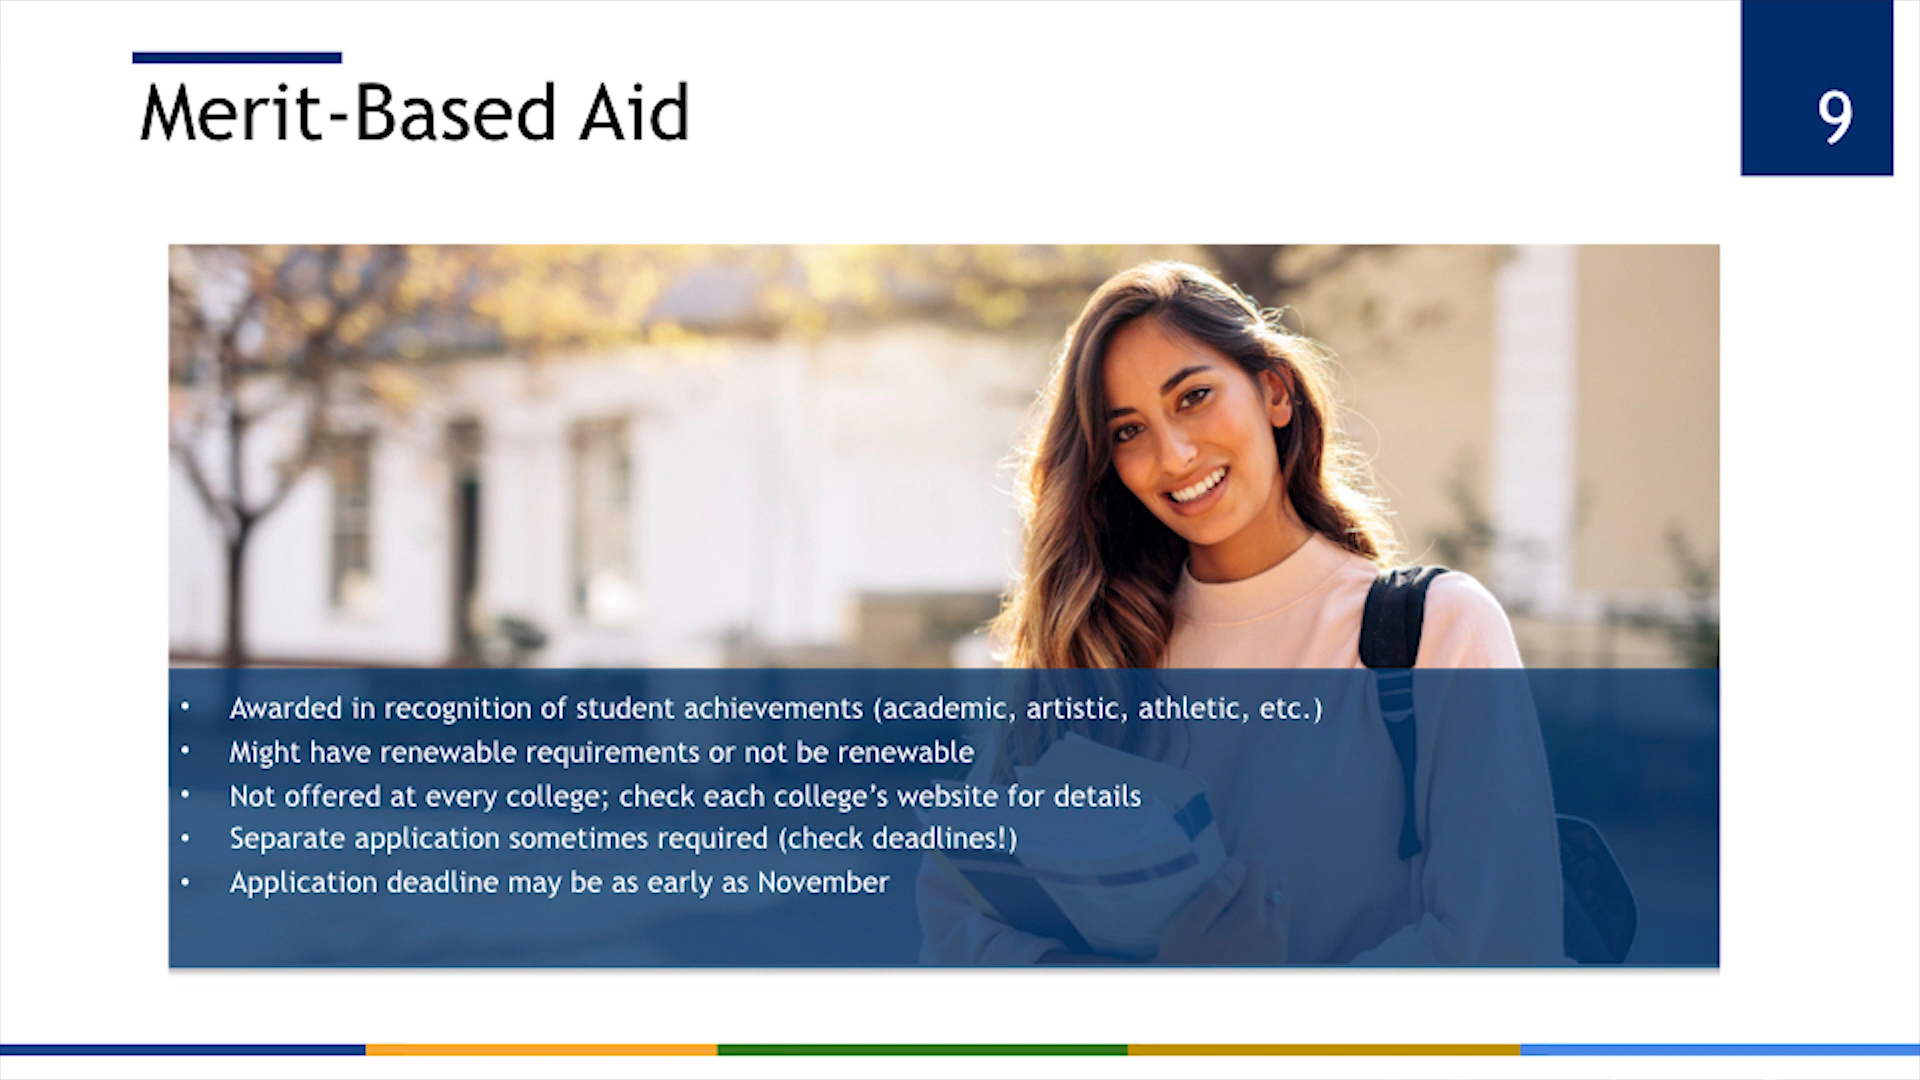 Merit-Based Aid
9
• Awarded in recognition of student achievements (academic, artistic, athletic, etc.)
• Might have renewable requirements or not be renewable
• Not offered at every college; check each college’s website for details
• Separate application sometimes required (check deadlines!)
• Application deadline may be as early as November